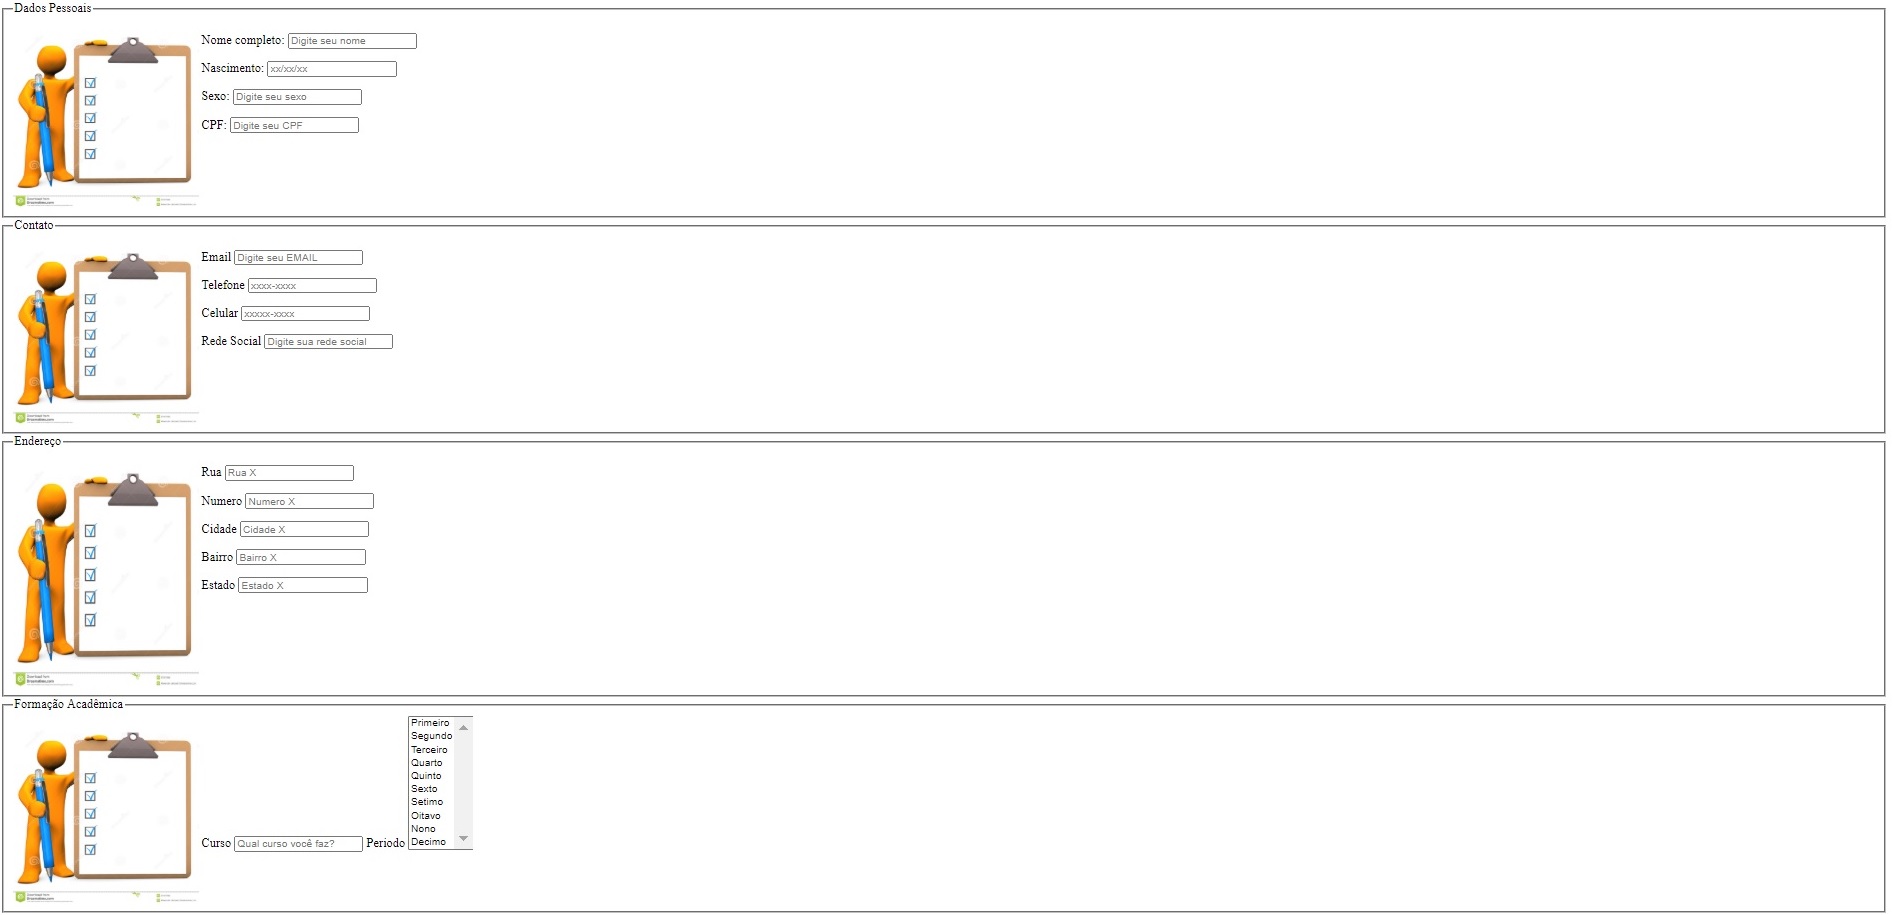 Dados Pessoais
Nome completo: Digite seu nome
Nascimento: xx/xx/xx
Sexo: Digite seu sexo
CPF: Digite seu CPF
Contato
Email Digite seu EMAIL
Telefone xxxx-xxxx
Celular xxxxx-xxxx
Rede Social Digite sua rede social
Endereço
Rua Rua X
Numero Numero X
Cidade Cidade X
Bairro Bairro X
Estado Estado X
Formação Acadêmica
Primeiro
Segundo
Terceiro
Quarto
Quinto
Sexto
Setimo
Oitavo
Nono
Decimo
Curso Qual curso você faz? Periodo